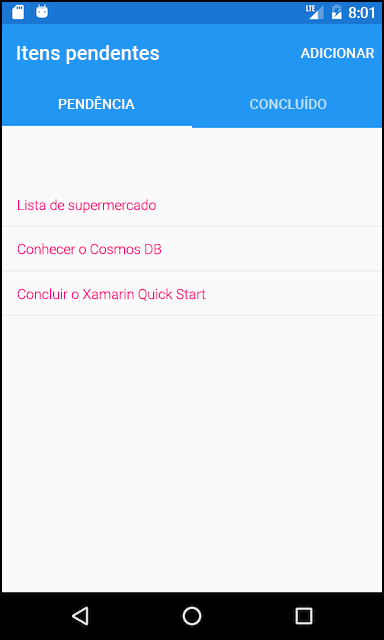 LTE 8:01
Itens pendentes ADICIONAR
PENDÊNCIA CONCLUÍDO
Lista de supermercado
Conhecer o Cosmos DB
Concluir o Xamarin Quick Start